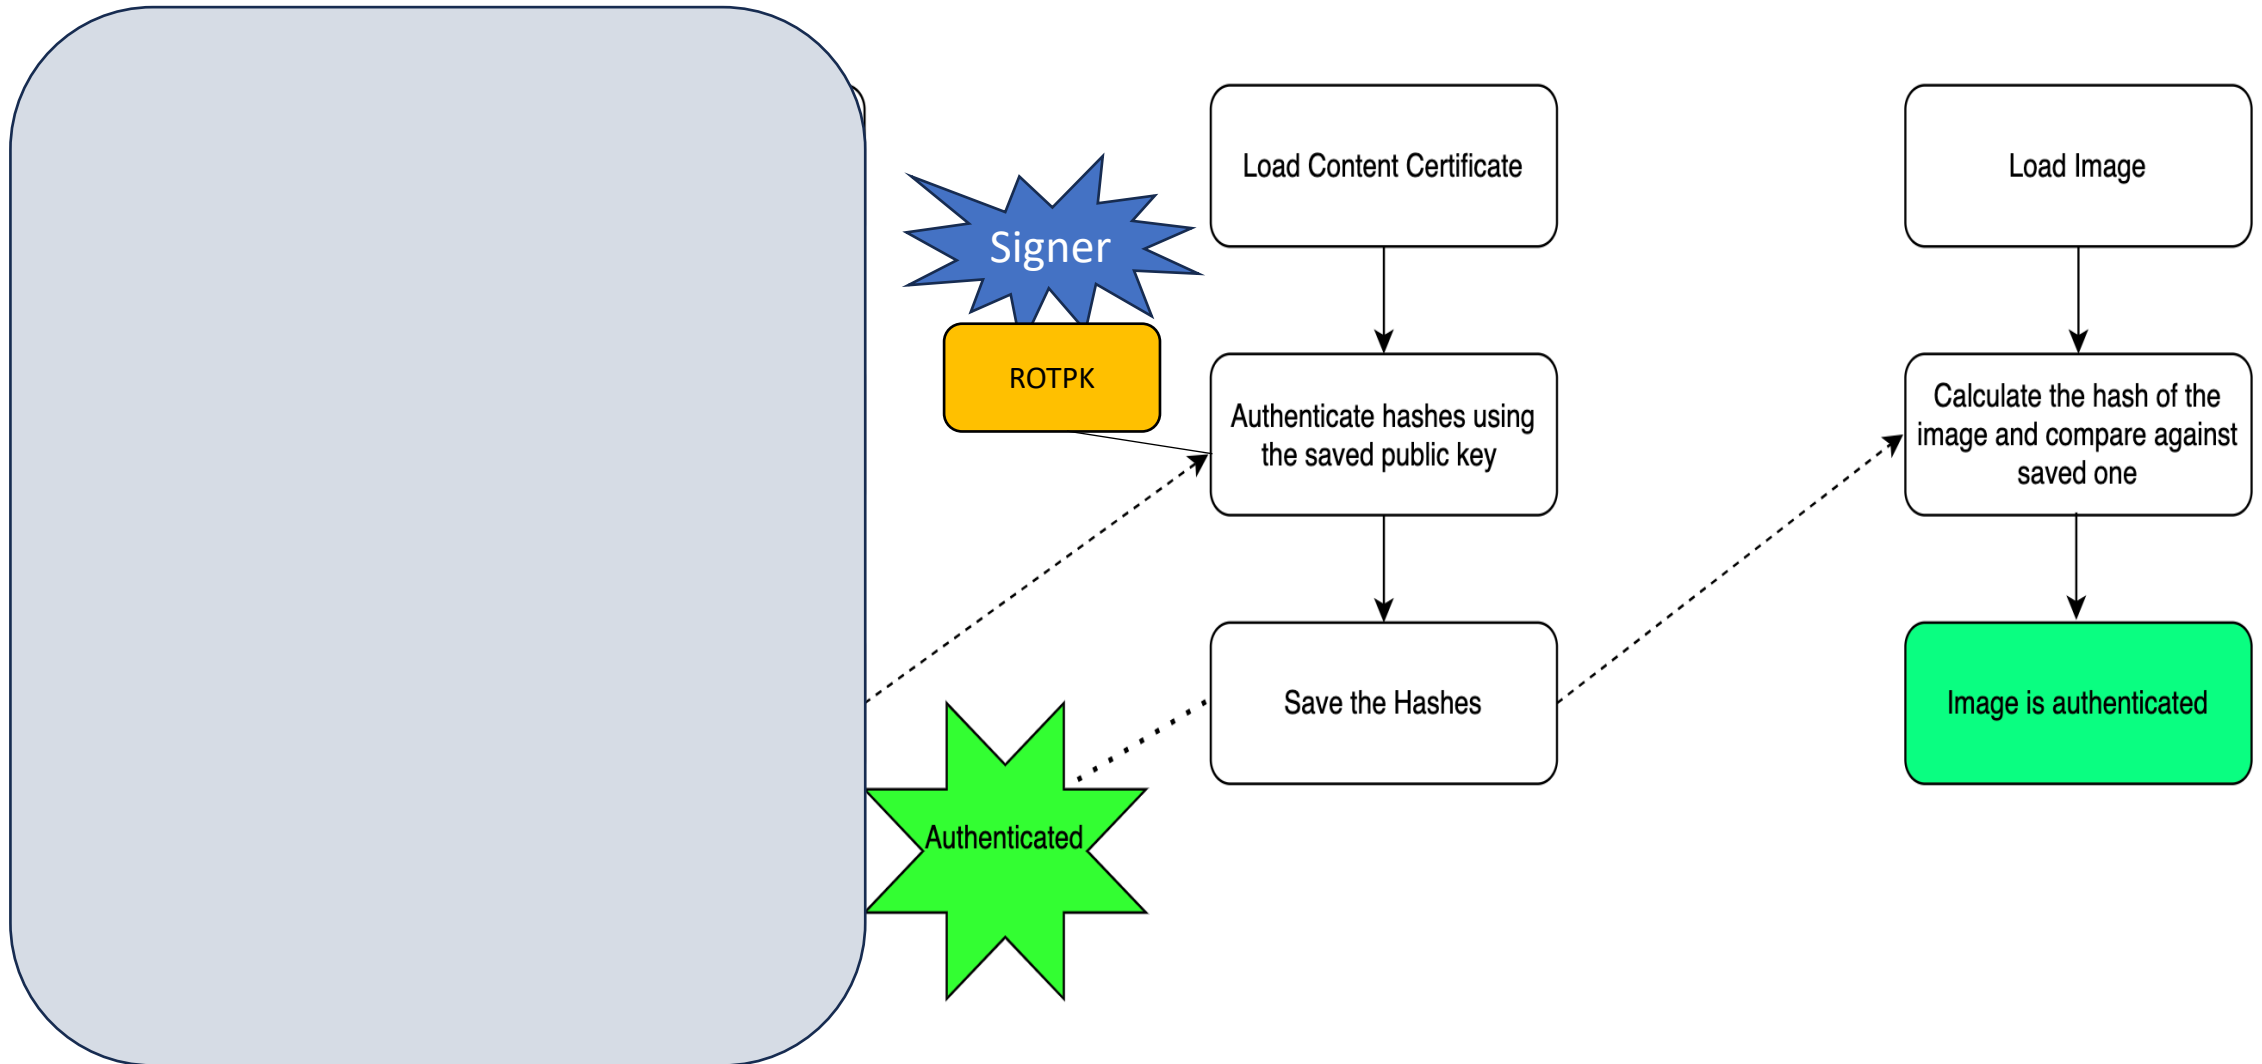 Load Content Certificate
Load Image
Signer
ROTPK
Authenticate hashes using
the saved public key
Calculate the hash of the
image and compare against
saved one
Save the Hashes
Image is authenticated
Authenticated